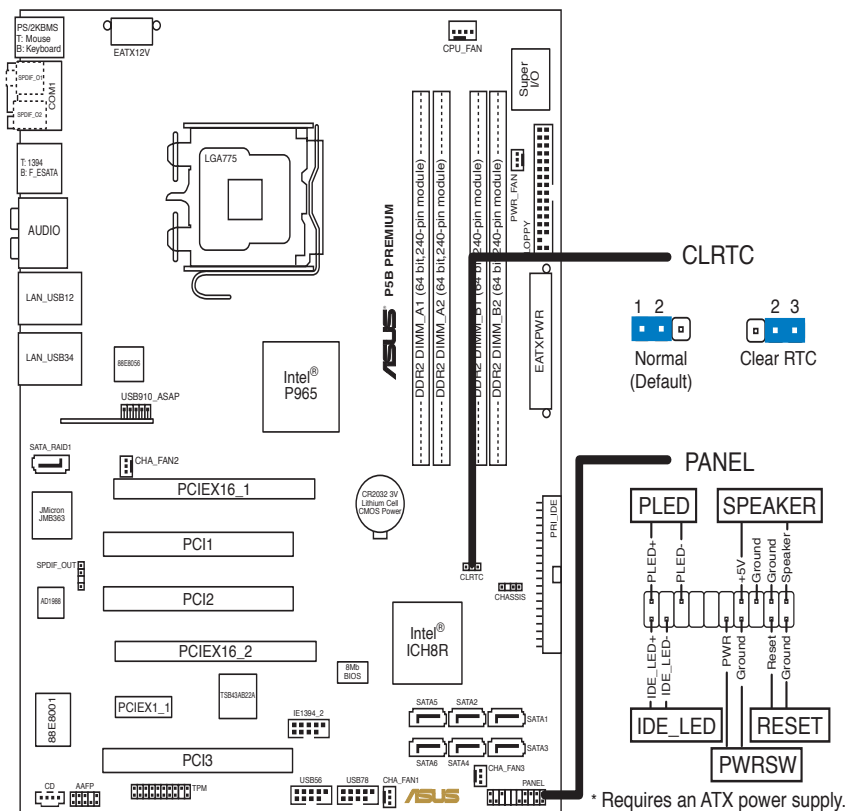 PS/2KBMS
T: Mouse
B: Keyboard
EATX12V
CPU_FAN
Super
I/O
SPDIF_O1
SPDIF_O2
COM1
T: 1394
B: F_ESATA
LGA775
PWR_FAN
LOPPY
AUDIO
DDR2 DIMM_A1 (64 bit,240-pin module)
DDR2 DIMM_A2 (64 bit,240-pin module)
DDR2 DIMM_B1 (64 bit,240-pin module)
DDR2 DIMM_B2 (64 bit,240-pin module)
ASUS® P5B PREMIUM
CLRTC
LAN_USB12
1 2
2 3
Normal
(Default)
Clear RTC
EATXPWR
LAN_USB34
88E8056
Intel®
P965
USB910_ASAP
SATA_RAID1
CHA_FAN2
PANEL
PCIEX16_1
CR2032 3V
Lithium Cell
CMOS Power
JMicron
JMB363
PRI_IDE
PCI1
SPDIF_OUT
CLRTC
CHASSIS
AD1988
PCI2
Intel®
ICH8R
PCIEX16_2
8Mb
BIOS
TSB43AB22A
PCIEX1_1
88E8001
IE1394_2
SATA5
SATA2
SATA1
SATA6
SATA4
SATA3
PCI3
CHA_FAN3
CD
AAFP
TPM
USB56
USB78
CHA_FAN1
ASUS
PANEL
PLED
SPEAKER
PLED+
PLED-
+5V
Ground
Ground
Speaker
IDE_LED+
IDE_LED-
PWR
Ground
Reset
Ground
IDE_LED
RESET
PWRSW
* Requires an ATX power supply.